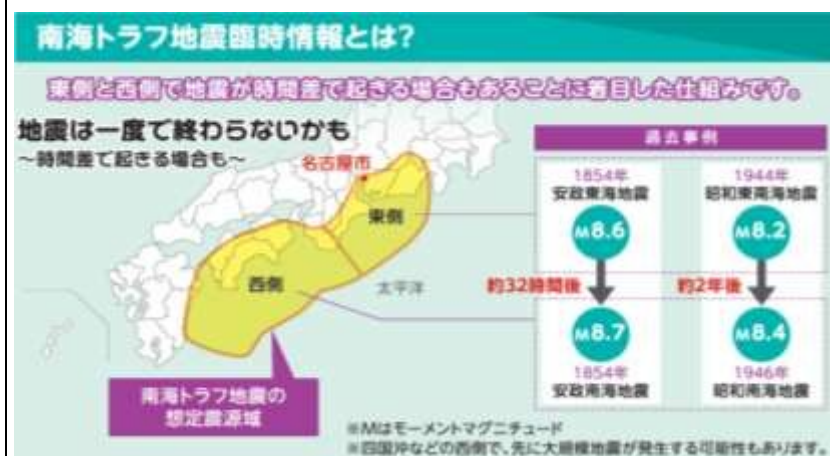 南海トラフ地震臨時情報とは?
東側と西側で地震が時間差で起きる場合もあることに着目した仕組みです。
地震は一度で終わらないかも
~時間差で起きる場合も~
名古屋市
東側
西側
太平洋
南海トラフ地震の
想定震源域
過去事例
1854年
安政東海地震
M8.6
約32時間後
M8.7
1854年
安政南海地震
1944年
昭和東南海地震
M8.2
約2年後
M8.4
1946年
昭和南海地震
※Mはモーメントマグニチュード
※四国沖などの西側で、先に大規模地震が発生する可能性もあります。